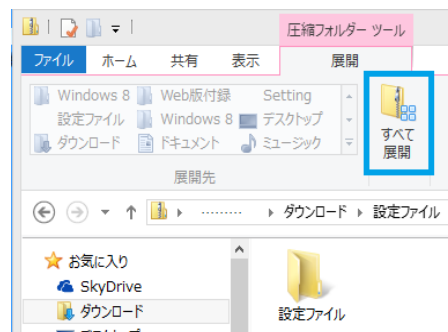 圧縮フォルダー ツール
ファイル ホーム 共有 表示 展開
Windows 8 Web版付録 Setting
設定ファイル Windows 8 デスクトップ
ダウンロード ドキュメント ミュージック
すべて
展開
展開先
......... ダウンロード 設定ファイル
お気に入り
SkyDrive
ダウンロード
設定ファイル